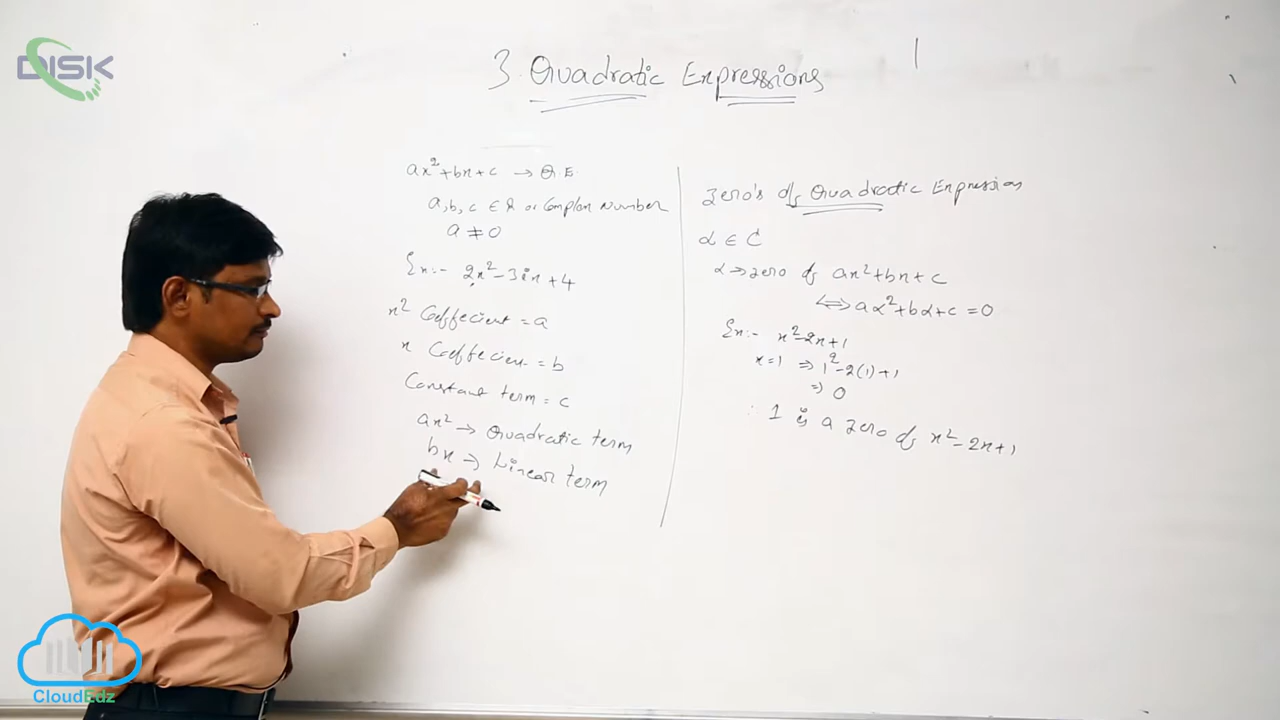 DISK
3. Quadratic Expressions
ax²+bx+c → Q.E.
a,b,c ∈ R or Complex Number
a ≠ 0
Ex:- 2x²-3ix+4
x² Coefficient = a
x Coefficient = b
Constant term = c
ax² → Quadratic term
bx → Linear term
Zero's of Quadratic Expression
α ∈ C
α → zero of ax²+bx+c
⟺ aα²+bα+c=0
Ex:- x²-2x+1
x=1 ⇒ 1²-2(1)+1
⇒ 0
∴ 1 is a zero of x²-2x+1
CloudEdz